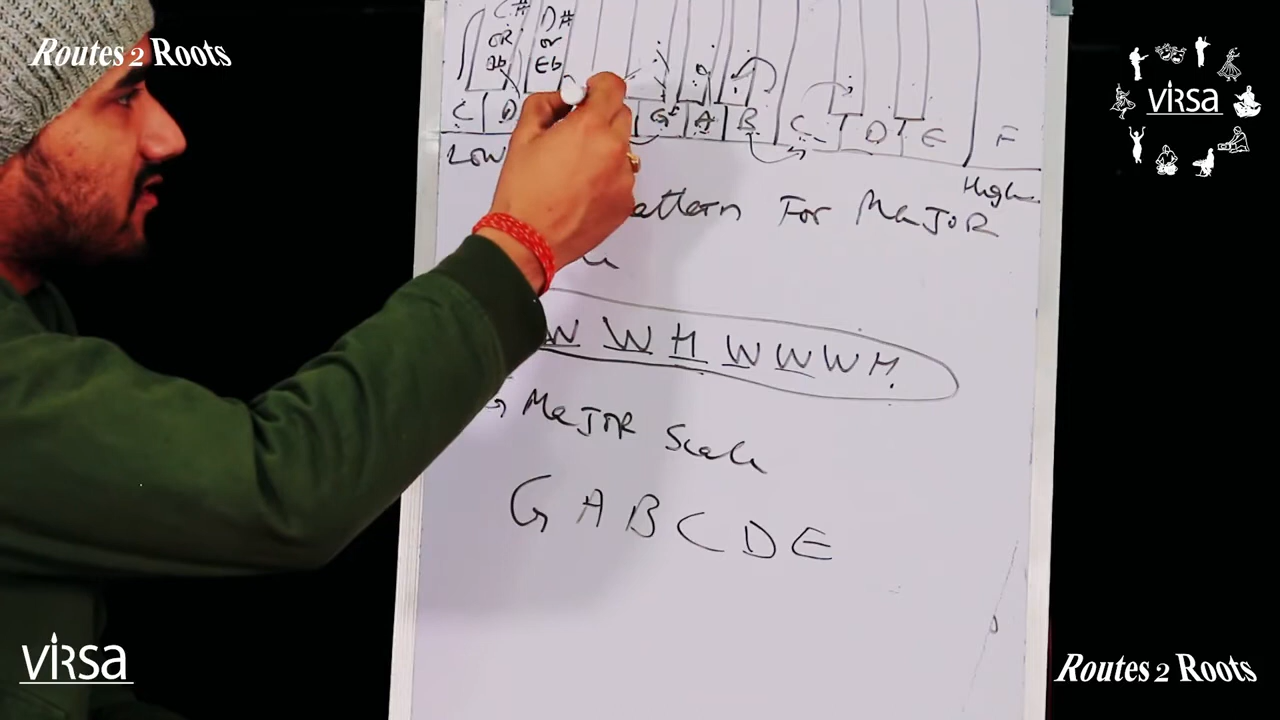 Routes 2 Roots
VIRSA
C# D#
OR or
Db Eb
C D G A B C D E F
Low High
attern For MaJOR
W W H W W W H
G MaJOR Scale
G A B C D E
VIRSA
Routes 2 Roots